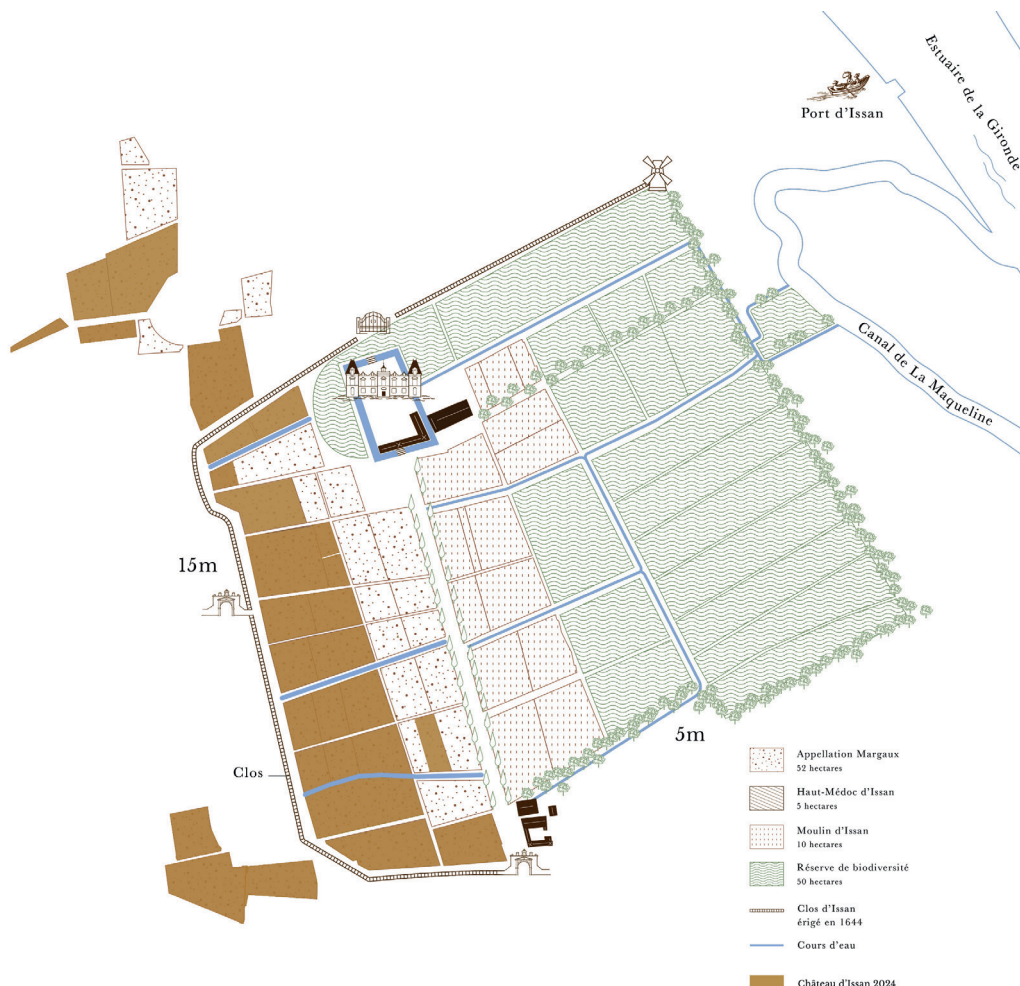 Estuaire de la Gironde
Port d'Issan
Canal de La Maqueline
15m
Clos
5m
Appellation Margaux
52 hectares
Haut-Médoc d'Issan
5 hectares
Moulin d'Issan
10 hectares
Réserve de biodiversité
50 hectares
Clos d'Issan
érigé en 1644
Cours d'eau
Château d'Issan 2024